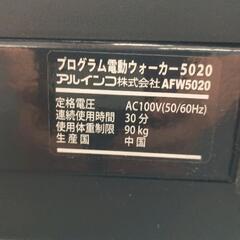 プログラム電動ウォーカー5020
アルインコ株式会社 AFW5020
定格電圧 AC100V(50/60Hz)
連続使用時間 30分
使用体重制限 90kg
生産国 中国